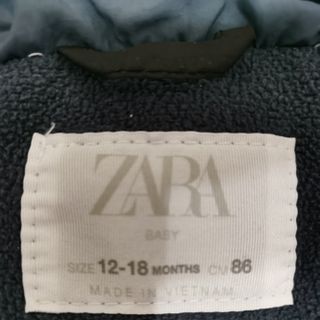 ZARA
BABY
SIZE 12-18 MONTHS CM 86
MADE IN VIETNAM